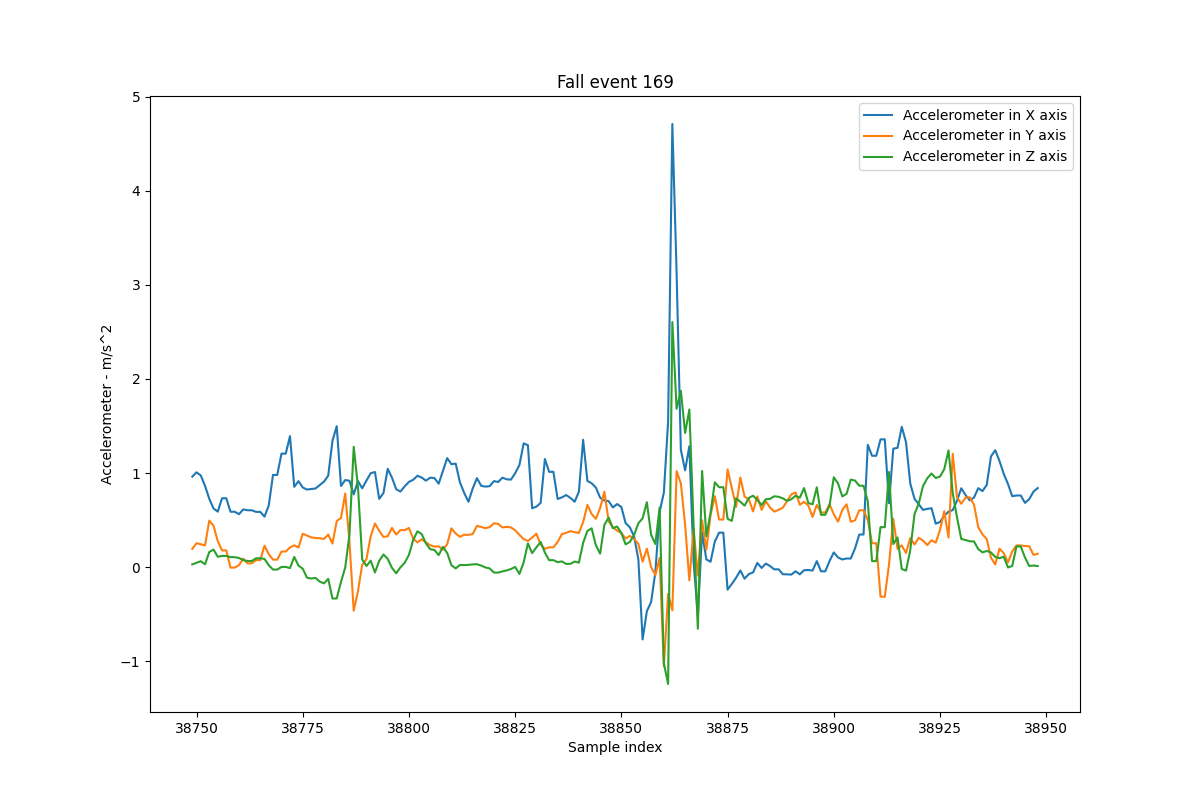 Fall event 169
Accelerometer in X axis
Accelerometer in Y axis
Accelerometer in Z axis
Accelerometer - m/s^2
5
4
3
2
1
0
−1
38750 38775 38800 38825 38850 38875 38900 38925 38950
Sample index